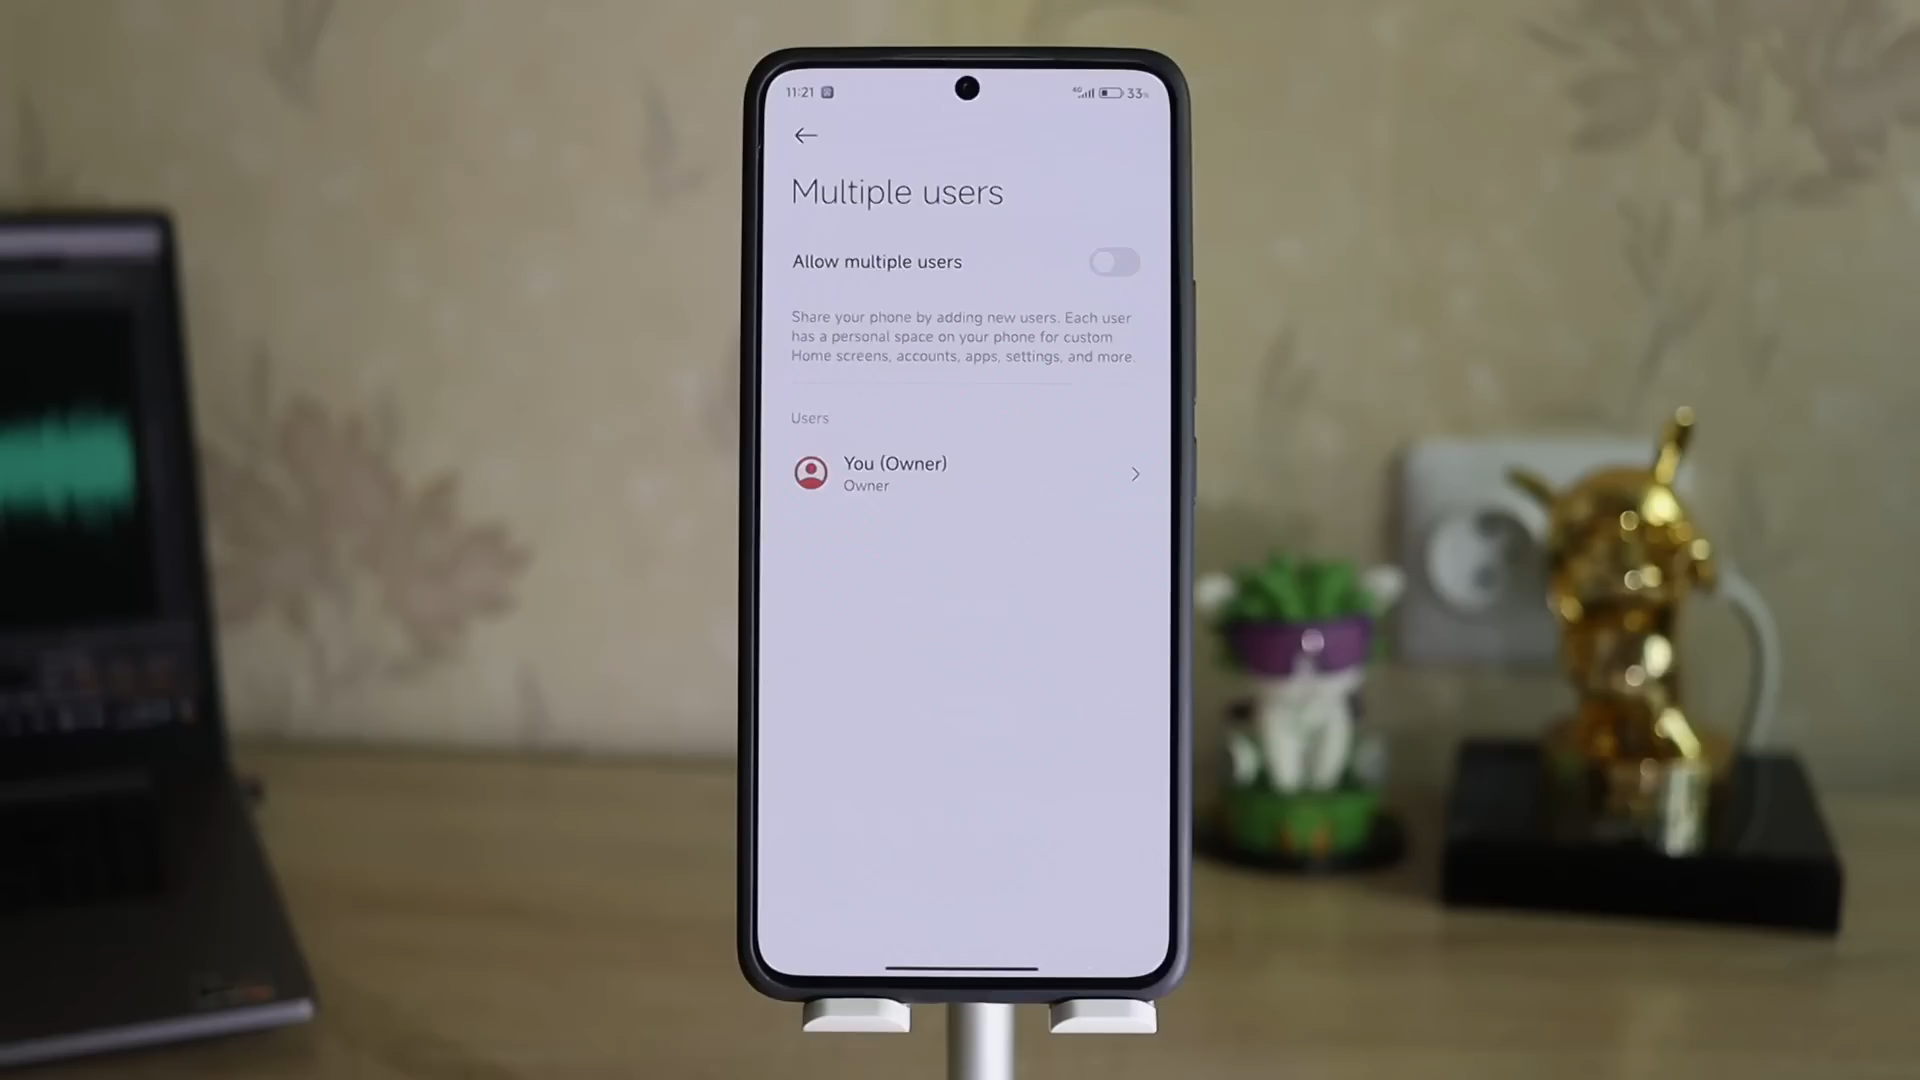 11:21
4G 33%
Multiple users
Allow multiple users
Share your phone by adding new users. Each user
has a personal space on your phone for custom
Home screens, accounts, apps, settings, and more.
Users
You (Owner)
Owner